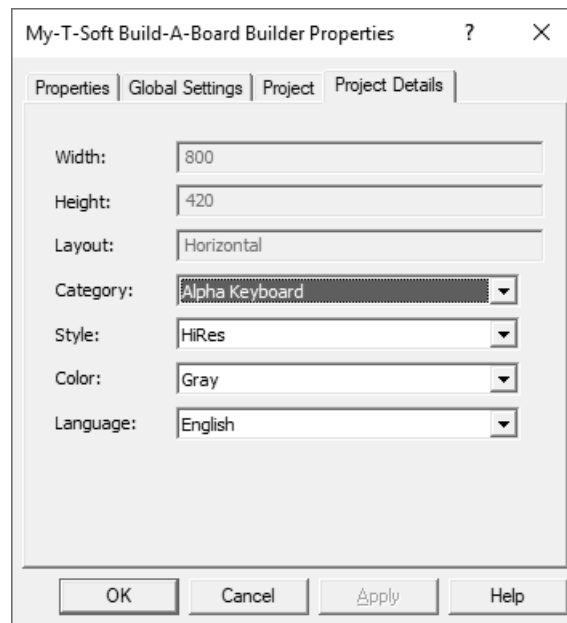 My-T-Soft Build-A-Board Builder Properties ?
Properties Global Settings Project Project Details
Width: 800
Height: 420
Layout: Horizontal
Category: Alpha Keyboard
Style: HiRes
Color: Gray
Language: English
OK Cancel Apply Help